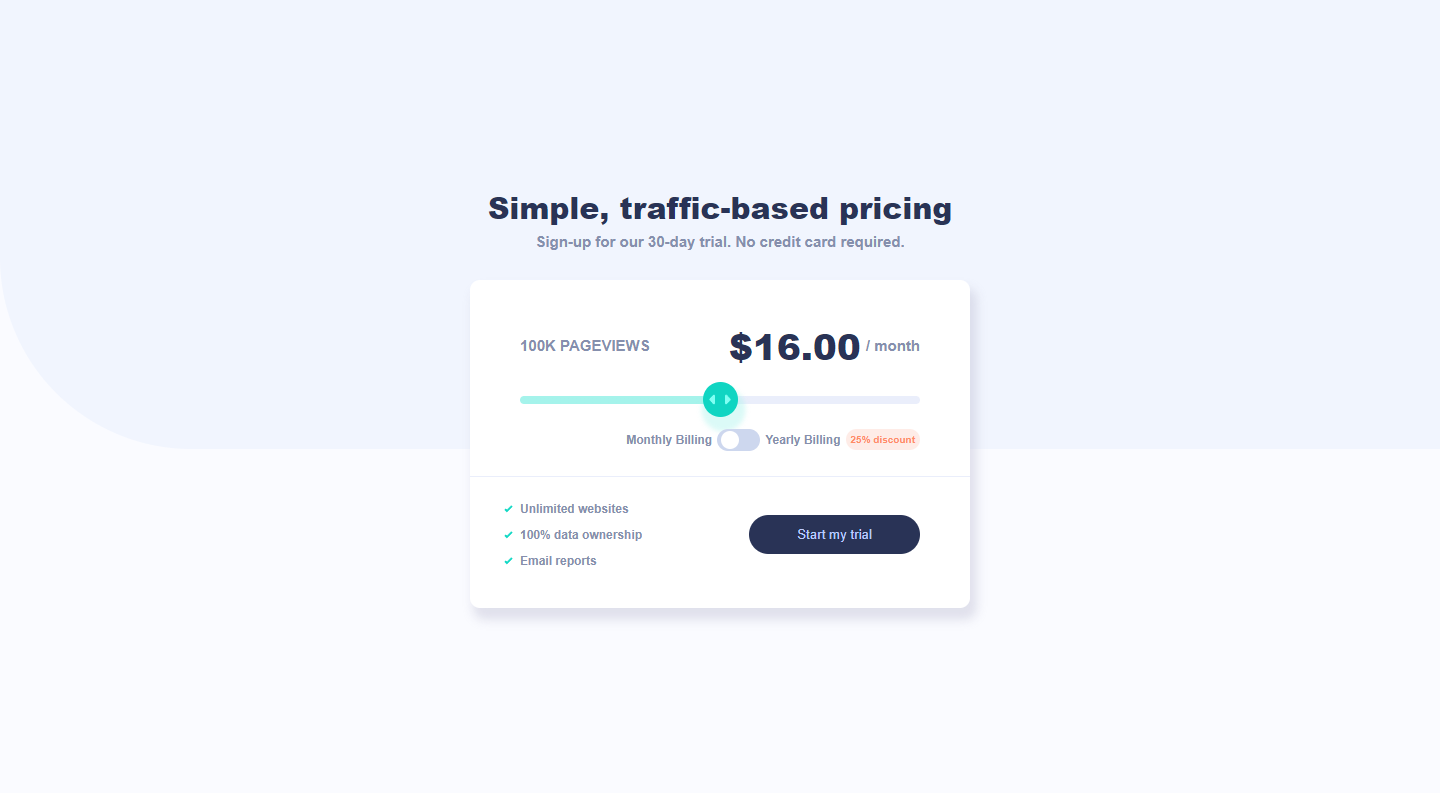 Simple, traffic-based pricing
Sign-up for our 30-day trial. No credit card required.
100K PAGEVIEWS $16.00 / month
Monthly Billing Yearly Billing 25% discount
Unlimited websites
100% data ownership
Email reports
Start my trial